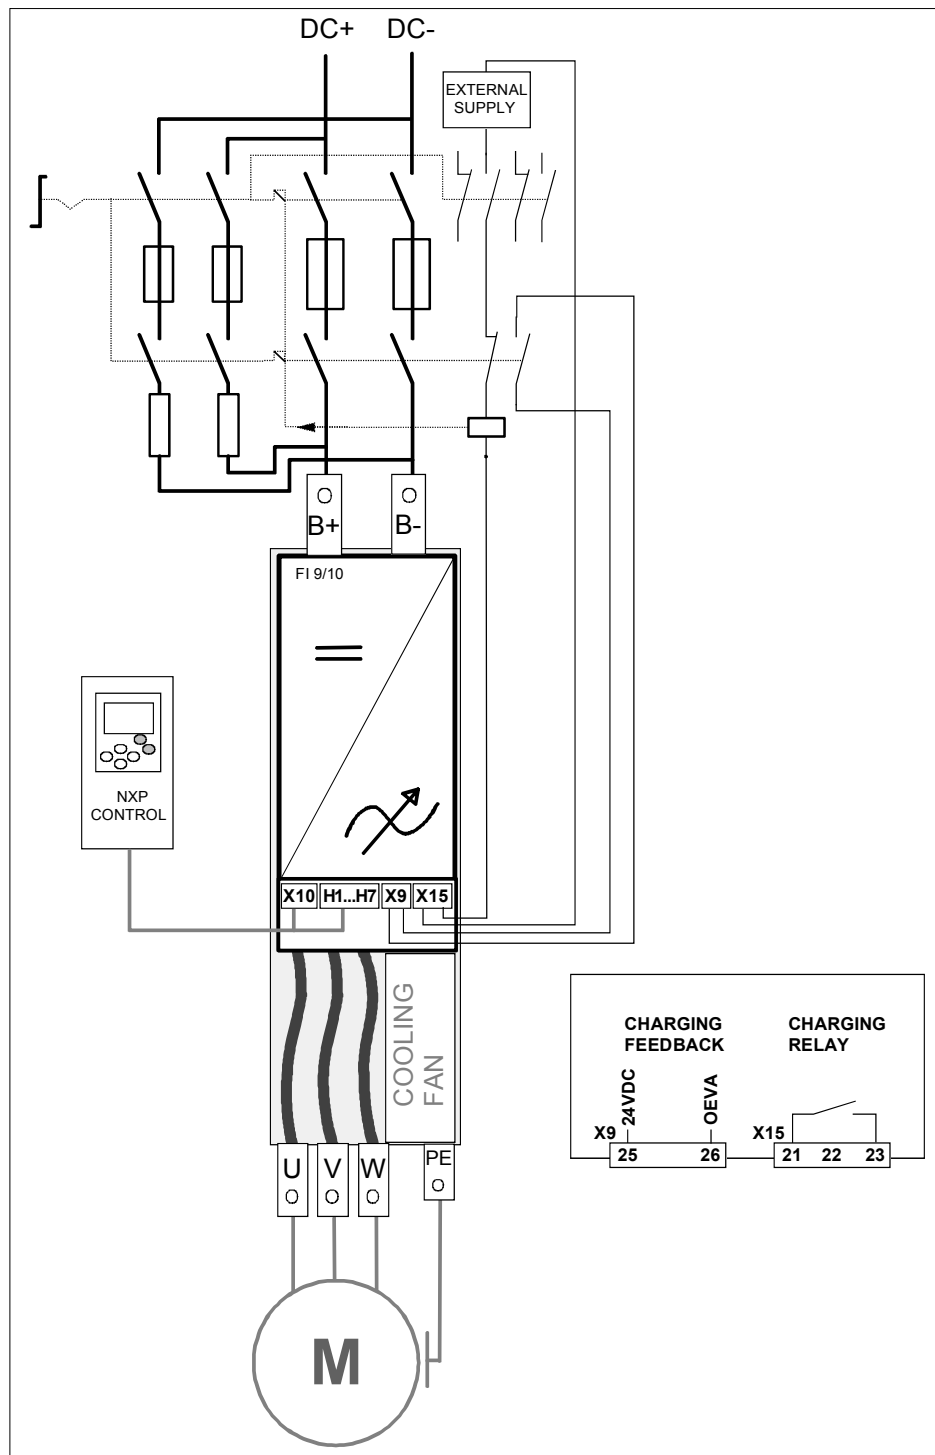 DC+ DC-
EXTERNAL
SUPPLY
B+ B-
FI 9/10
NXP
CONTROL
X10 H1...H7 X9 X15
COOLING
FAN
CHARGING
FEEDBACK
CHARGING
RELAY
24VDC
OEVA
X9
25 26
X15
21 22 23
U V W PE
M